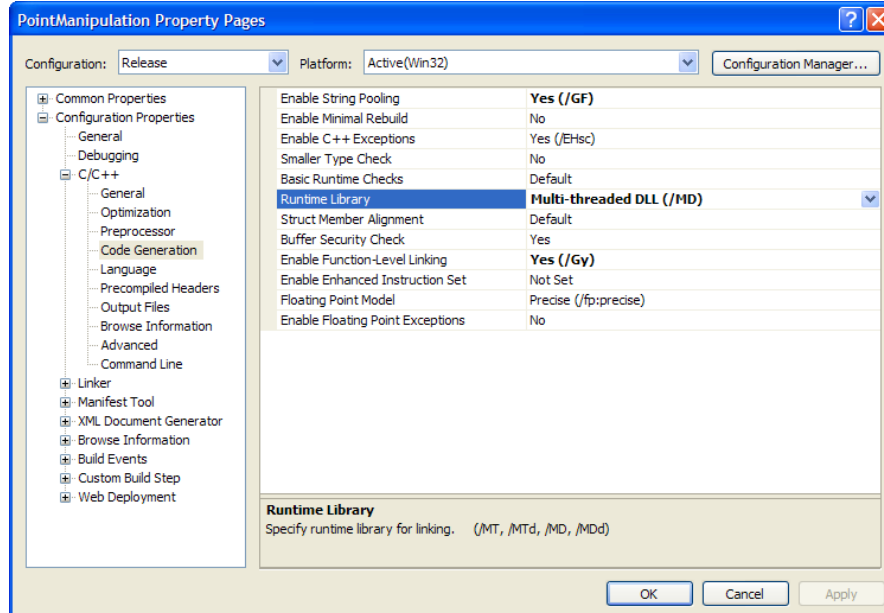 PointManipulation Property Pages
Configuration: Release Platform: Active(Win32) Configuration Manager...
Common Properties
Configuration Properties
General
Debugging
C/C++
General
Optimization
Preprocessor
Code Generation
Language
Precompiled Headers
Output Files
Browse Information
Advanced
Command Line
Linker
Manifest Tool
XML Document Generator
Browse Information
Build Events
Custom Build Step
Web Deployment
Enable String Pooling Yes (/GF)
Enable Minimal Rebuild No
Enable C++ Exceptions Yes (/EHsc)
Smaller Type Check No
Basic Runtime Checks Default
Runtime Library Multi-threaded DLL (/MD)
Struct Member Alignment Default
Buffer Security Check Yes
Enable Function-Level Linking Yes (/Gy)
Enable Enhanced Instruction Set Not Set
Floating Point Model Precise (/fp:precise)
Enable Floating Point Exceptions No
Runtime Library
Specify runtime library for linking. (/MT, /MTd, /MD, /MDd)
OK Cancel Apply